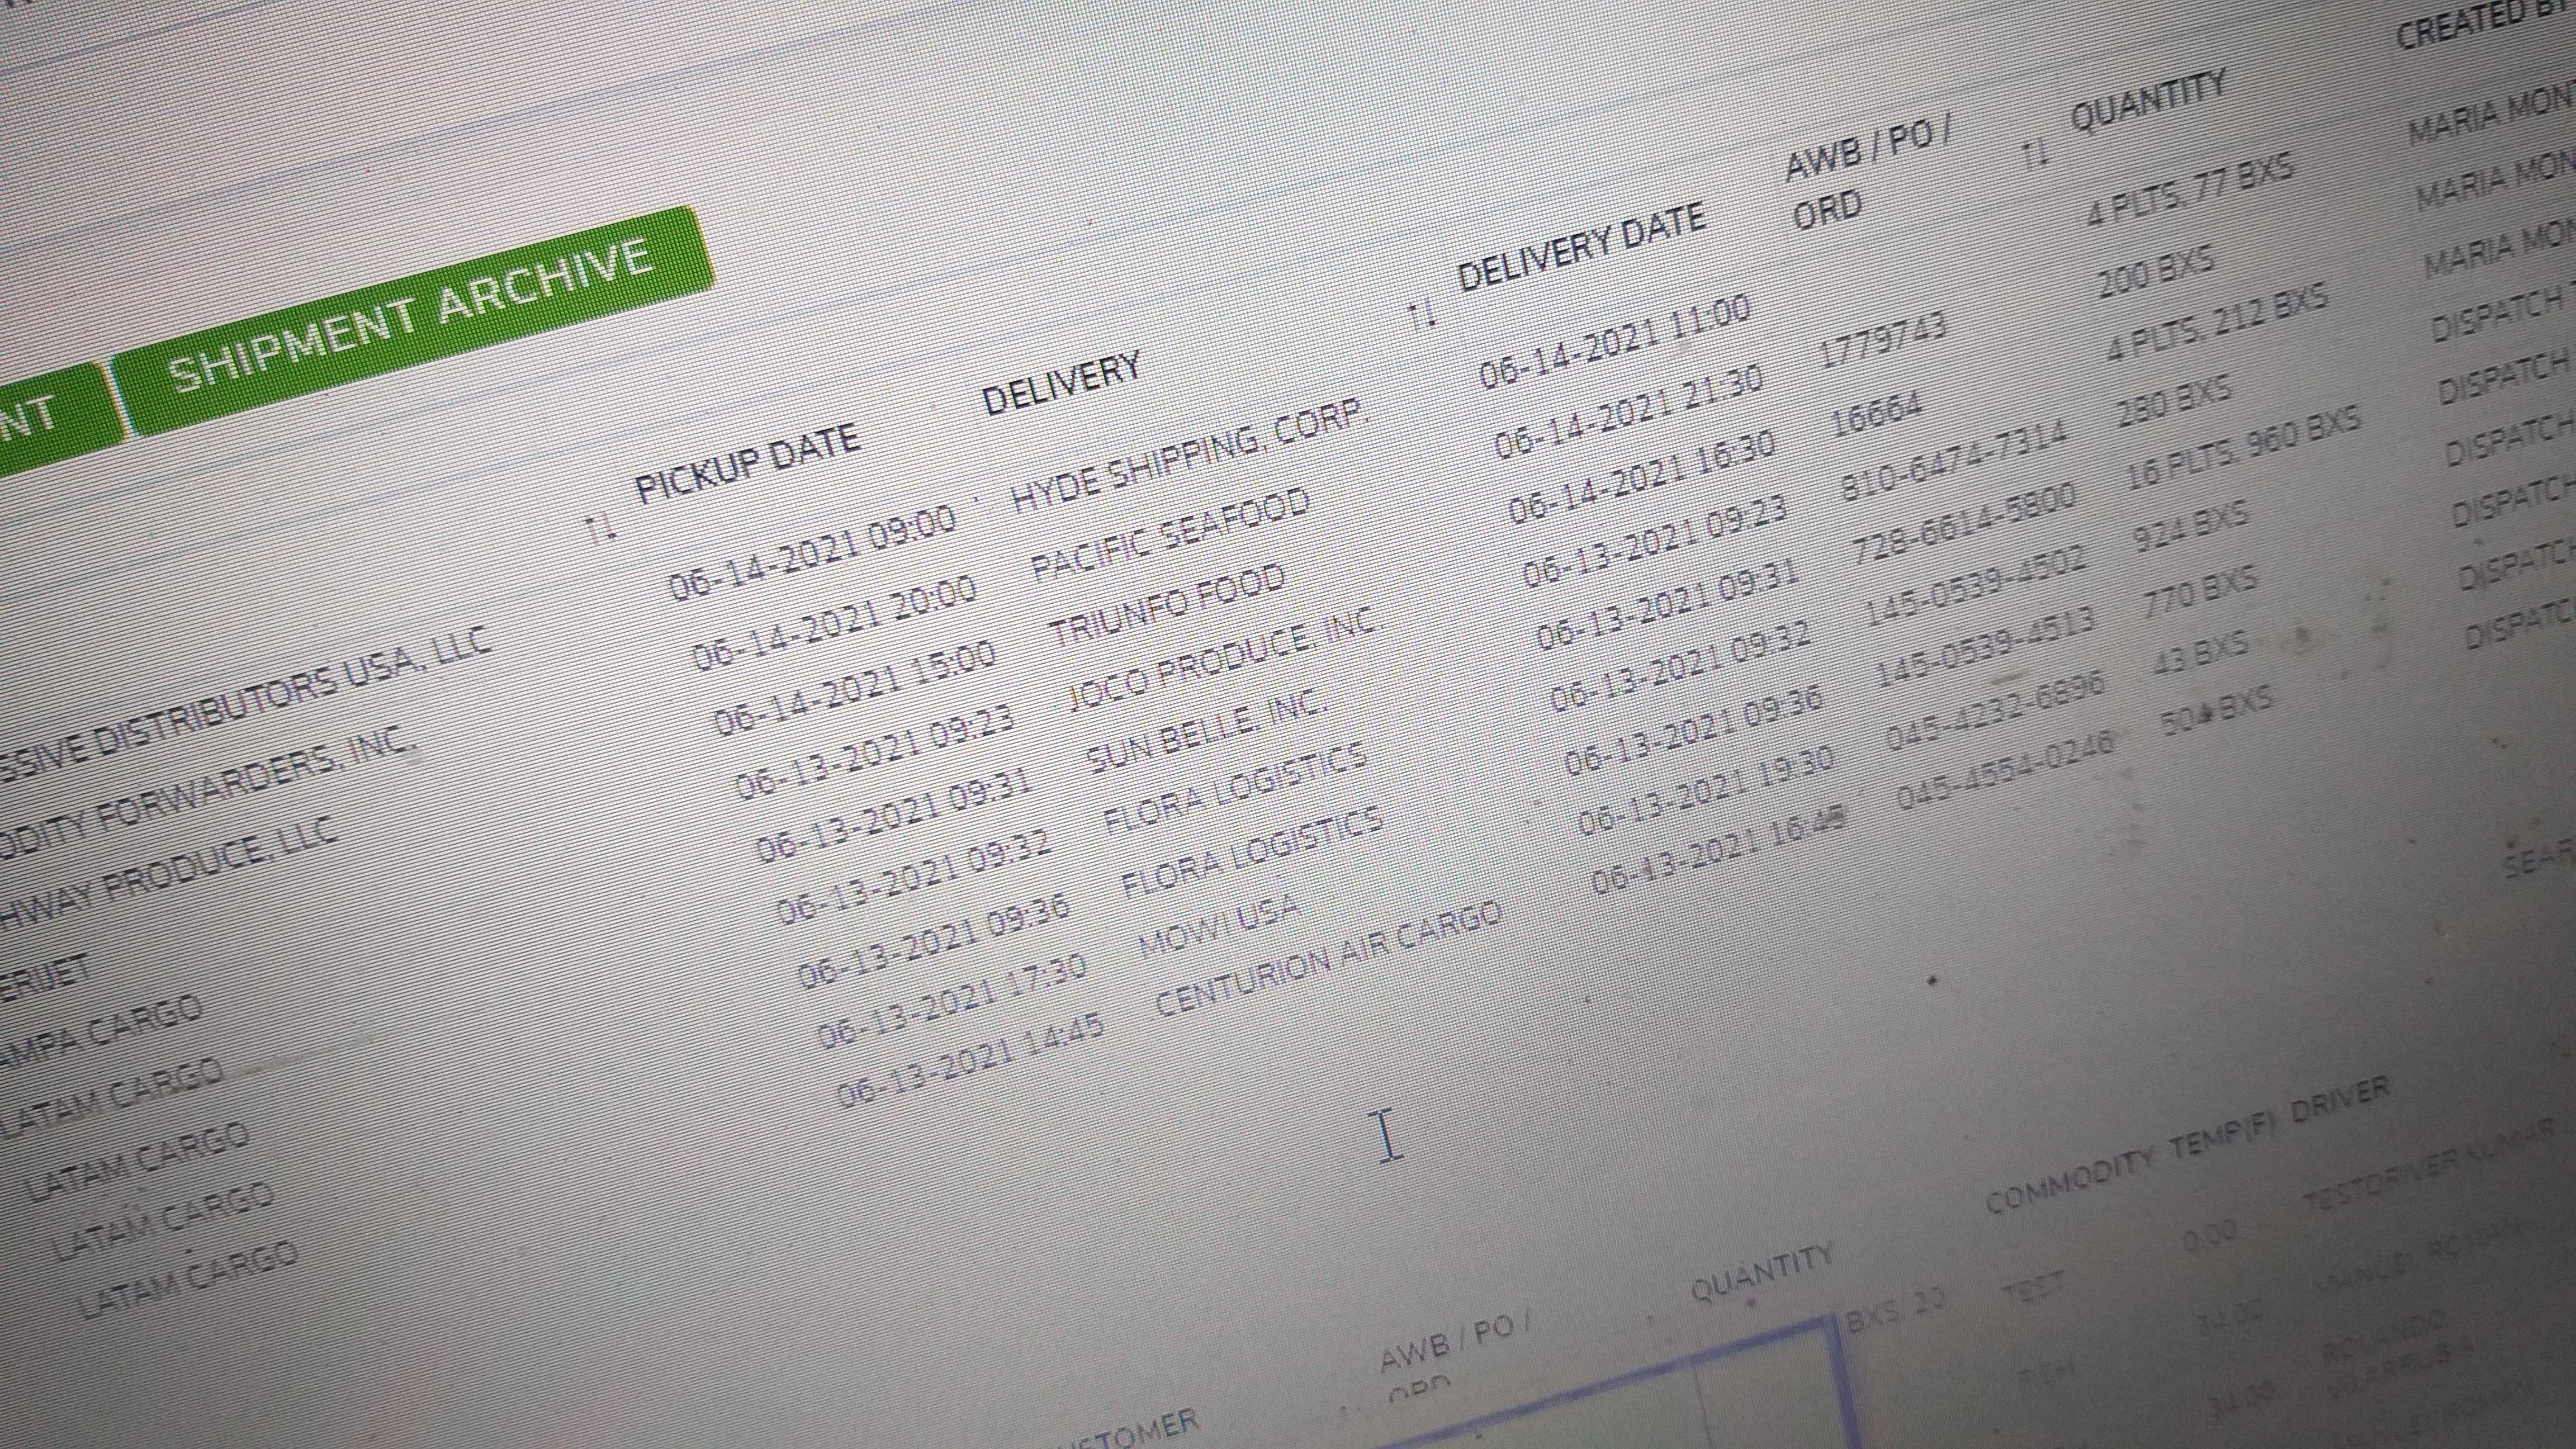 NT SHIPMENT ARCHIVE
PICKUP DATE DELIVERY DELIVERY DATE AWB / PO / ORD QUANTITY CREATED BY
SSIVE DISTRIBUTORS USA, LLC 06-14-2021 09:00 HYDE SHIPPING, CORP. 06-14-2021 11:00 4 PLTS, 77 BXS MARIA MON
ODITY FORWARDERS, INC. 06-14-2021 20:00 PACIFIC SEAFOOD 06-14-2021 21:30 1779743 200 BXS MARIA MON
HWAY PRODUCE, LLC 06-14-2021 15:00 TRIUNFO FOOD 06-14-2021 16:30 16664 4 PLTS, 212 BXS MARIA MON
ERIJET 06-13-2021 09:23 JOCO PRODUCE, INC. 06-13-2021 09:23 810-6474-7314 280 BXS DISPATCH
AMPA CARGO 06-13-2021 09:31 SUN BELLE, INC. 06-13-2021 09:31 728-6614-5800 16 PLTS, 960 BXS DISPATCH
LATAM CARGO 06-13-2021 09:32 FLORA LOGISTICS 06-13-2021 09:32 145-0539-4502 924 BXS DISPATCH
LATAM CARGO 06-13-2021 09:36 FLORA LOGISTICS 06-13-2021 09:36 145-0539-4513 770 BXS DISPATCH
LATAM CARGO 06-13-2021 17:30 MOWI USA 06-13-2021 19:30 045-4232-6896 43 BXS DISPATC
LATAM CARGO 06-13-2021 14:45 CENTURION AIR CARGO 06-13-2021 16:45 045-4554-0246 504 BXS DISPATC
SEAR
STOMER AWB / PO / ORD QUANTITY COMMODITY TEMP(F) DRIVER
BXS, 20 TEST 0.00 TESTDRIVERKUMAR
ROLANDO